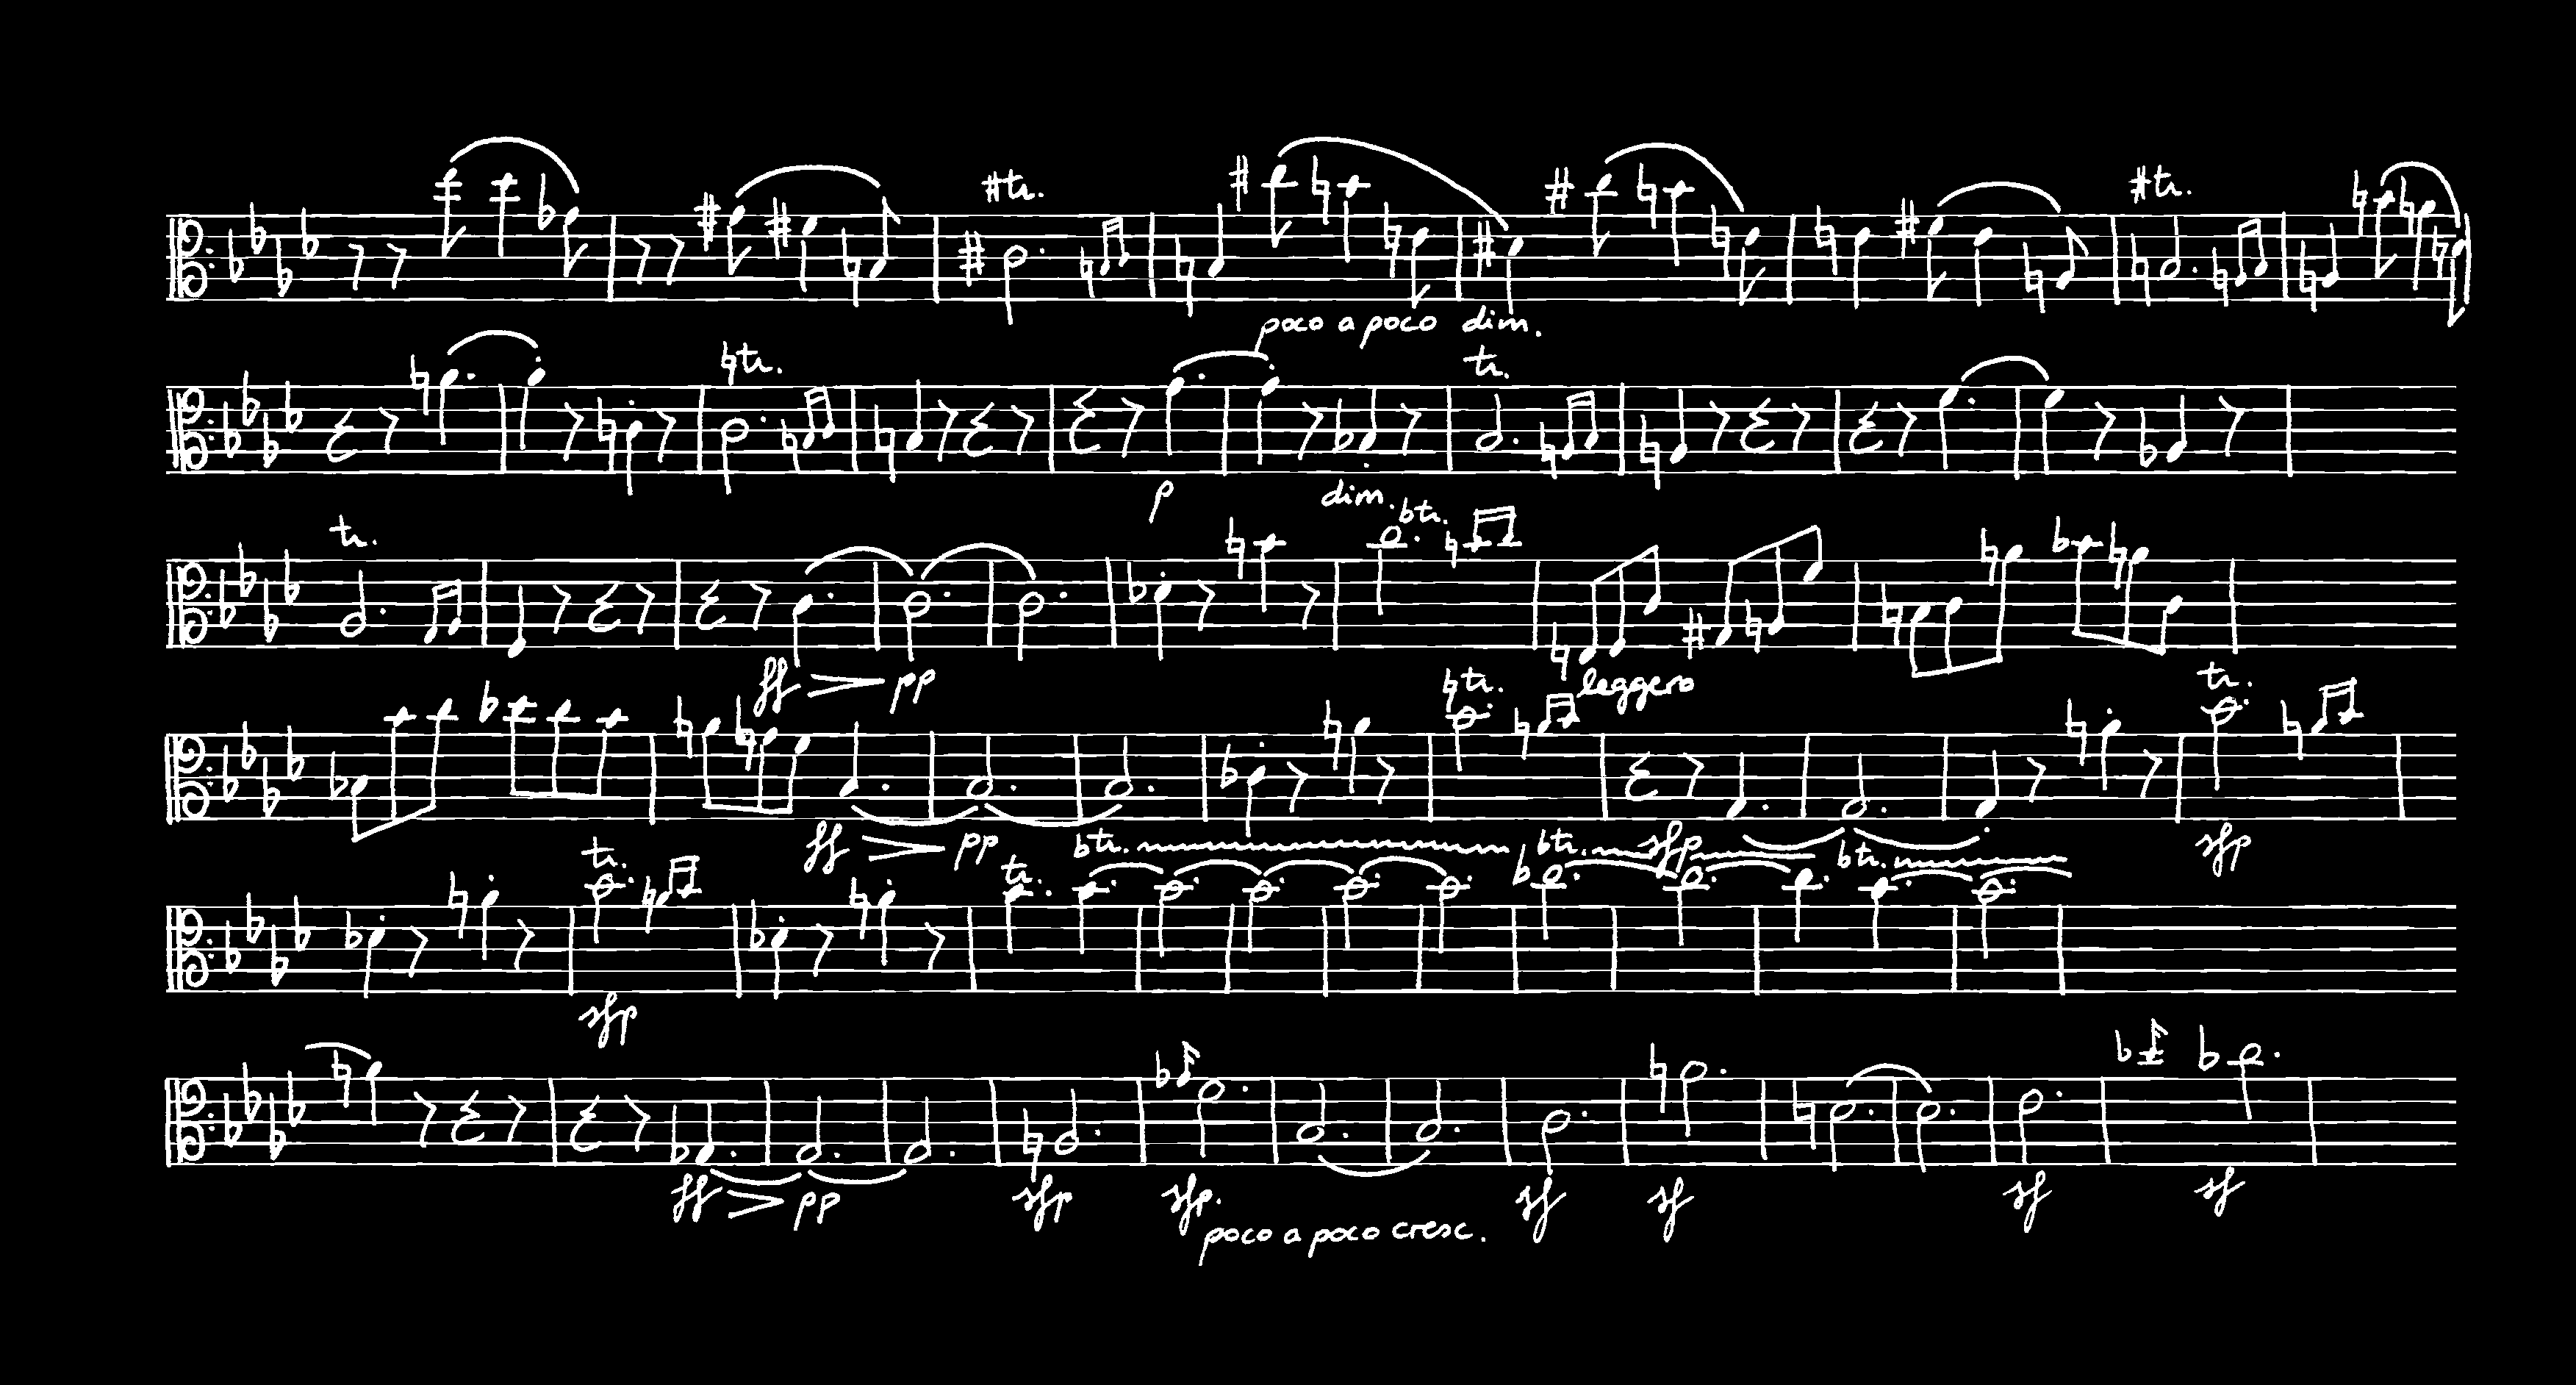 tr. tr.
poco a poco dim.
tr. tr.
p dim.
tr. tr.
ff pp leggero
tr. tr.
ff pp sfp sfp
tr. tr. tr. tr. tr.
sfp
ff pp sfp sfp. sf sf sf sf
poco a poco cresc.